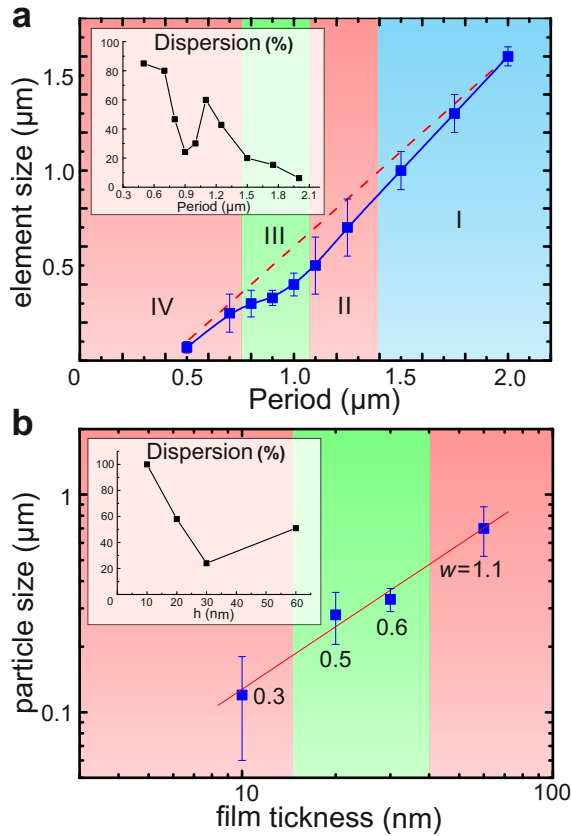 a
Dispersion (%)
100
80
60
40
20
0
0.3 0.6 0.9 1.2 1.5 1.8 2.1
Period (µm)
1.5
1.0
0.5
element size (µm)
I
II
III
IV
0 0.5 1.0 1.5 2.0
Period (µm)
b
Dispersion (%)
100
80
60
40
20
0
10 20 30 40 50 60
h (nm)
1
0.1
particle size (µm)
w=1.1
0.6
0.5
0.3
10 100
film tickness (nm)